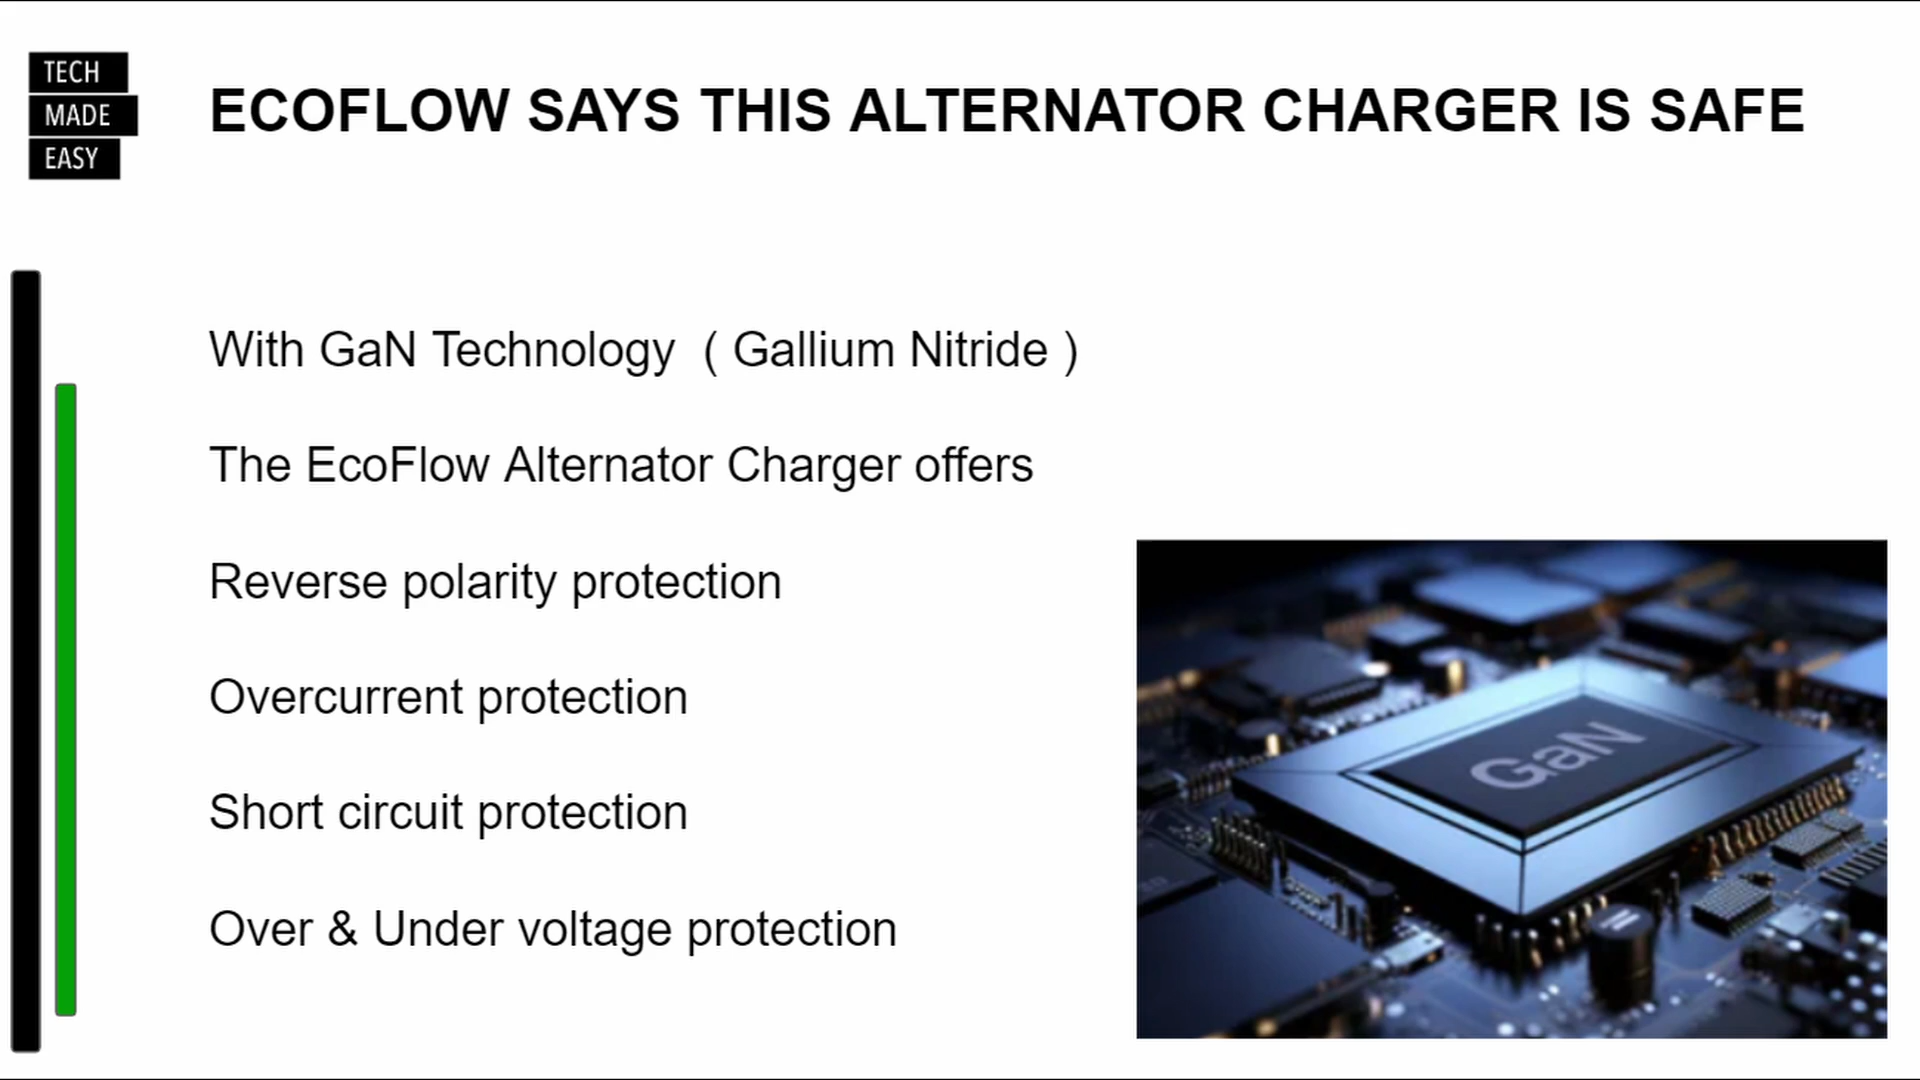 TECH
MADE
EASY
ECOFLOW SAYS THIS ALTERNATOR CHARGER IS SAFE
With GaN Technology ( Gallium Nitride )
The EcoFlow Alternator Charger offers
Reverse polarity protection
Overcurrent protection
Short circuit protection
Over & Under voltage protection
GaN